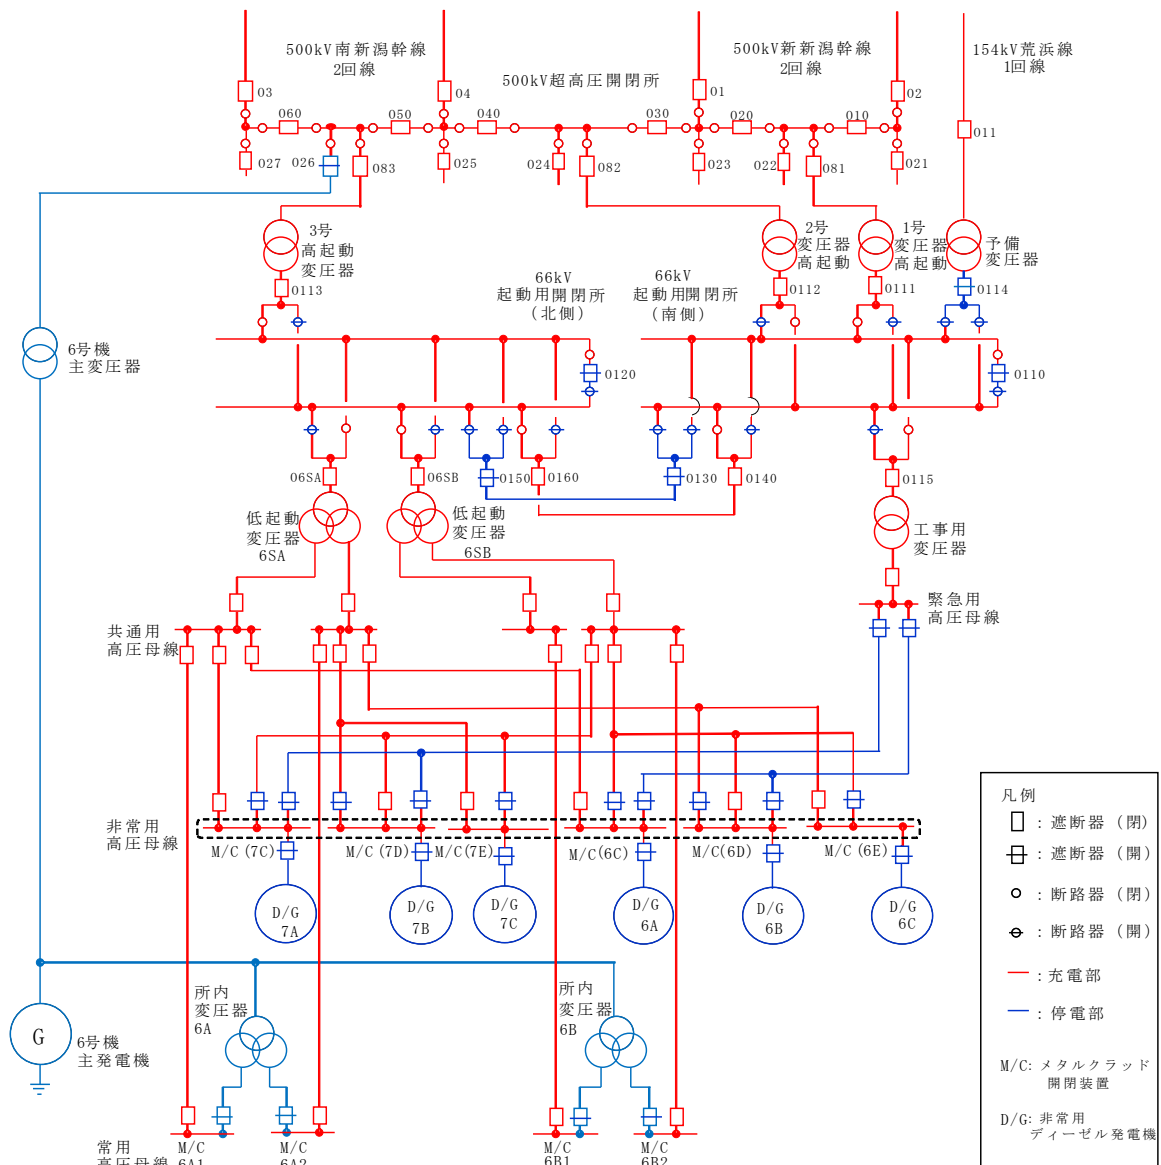 500kV南新潟幹線
2回線
500kV超高圧開閉所
500kV新新潟幹線
2回線
154kV荒浜線
1回線
03
04
01
02
060
050
040
030
020
010
011
027
026
083
025
024
082
023
022
081
021
3号
高起動
変圧器
2号
変圧器
高起動
1号
変圧器
高起動
予備
変圧器
66kV
起動用開閉所
(北側)
66kV
起動用開閉所
(南側)
0113
0112
0111
0114
6号機
主変圧器
0120
0110
06SA
06SB
0150
0160
0130
0140
0115
低起動
変圧器
6SA
低起動
変圧器
6SB
工事用
変圧器
共通用
高圧母線
緊急用
高圧母線
非常用
高圧母線
M/C(7C)
M/C(7D)
M/C(7E)
M/C(6C)
M/C(6D)
M/C(6E)
D/G
7A
D/G
7B
D/G
7C
D/G
6A
D/G
6B
D/G
6C
所内
変圧器
6A
所内
変圧器
6B
G
6号機
主発電機
常用
高圧母線
M/C
6A1
M/C
6A2
M/C
6B1
M/C
6B2
凡例
：遮断器(閉)
：遮断器(開)
：断路器(閉)
：断路器(開)
：充電部
：停電部
M/C: メタルクラッド
開閉装置
D/G: 非常用
ディーゼル発電機